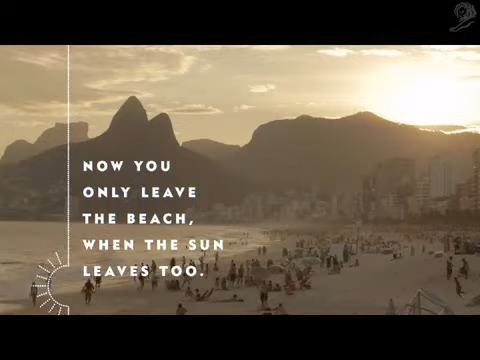 NOW YOU
ONLY LEAVE
THE BEACH,
WHEN THE SUN
LEAVES TOO.